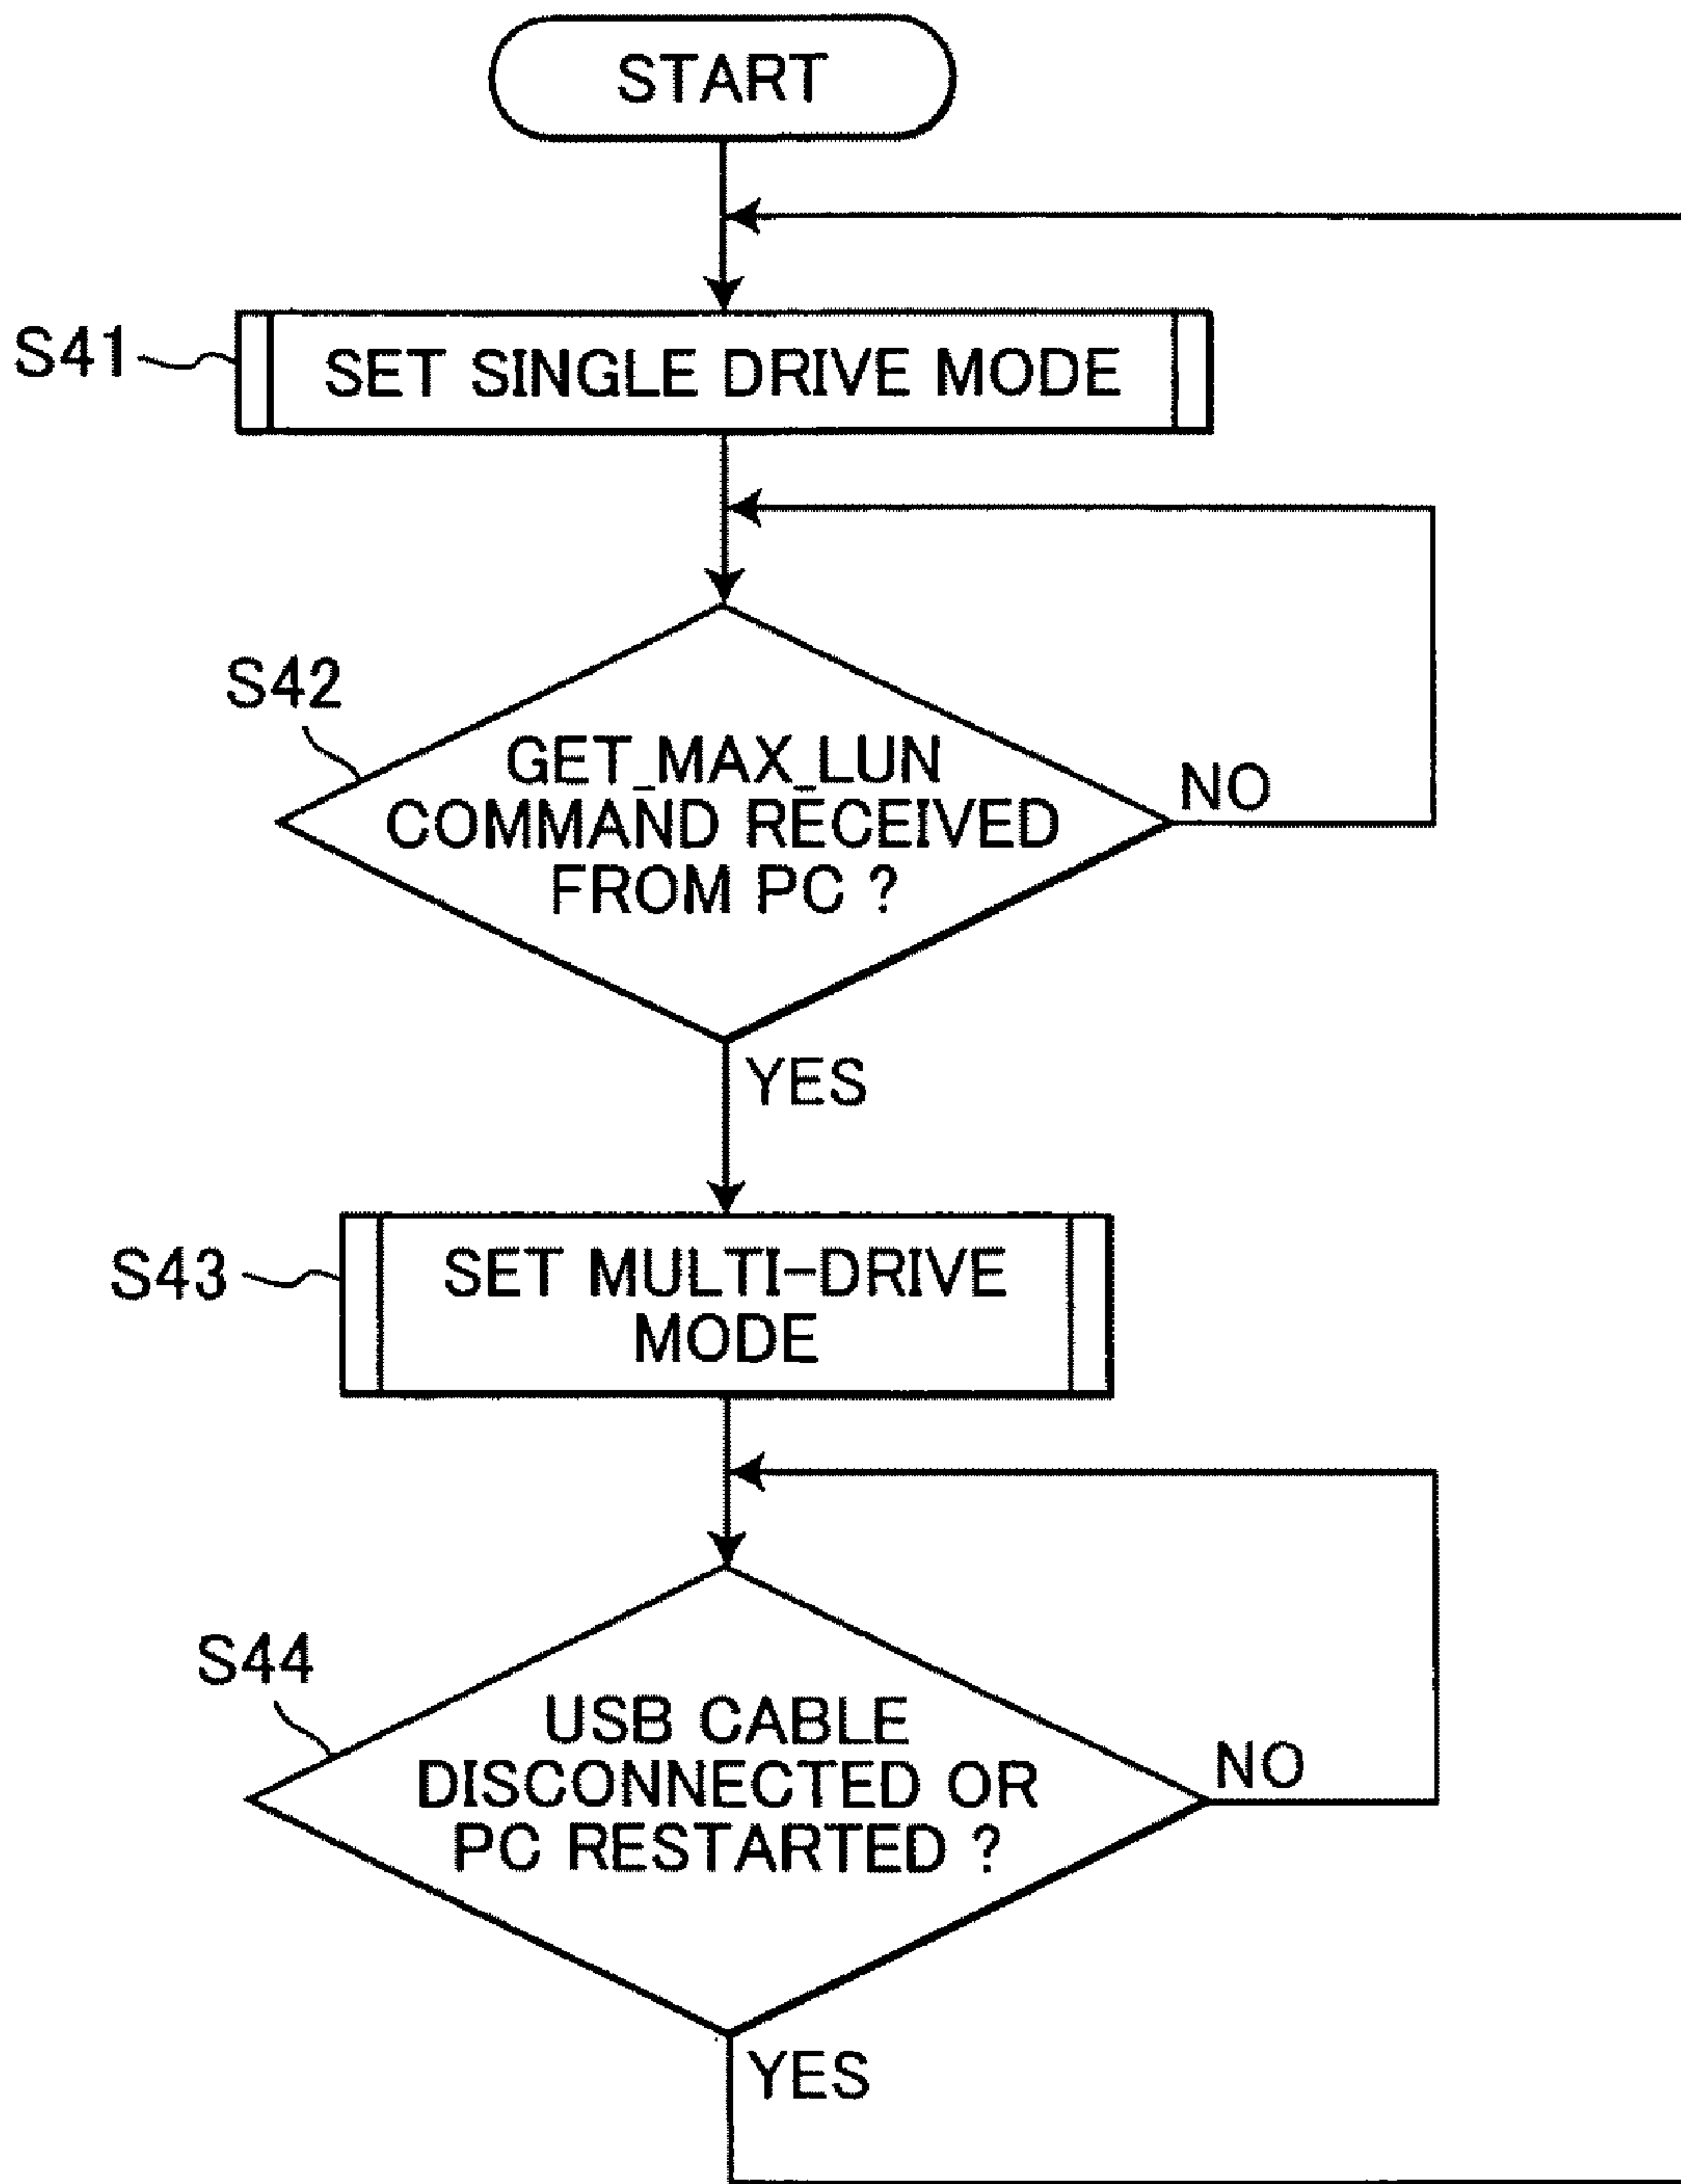 START
S41
SET SINGLE DRIVE MODE
S42
GET_MAX_LUN
COMMAND RECEIVED
FROM PC ?
NO
YES
S43
SET MULTI-DRIVE
MODE
S44
USB CABLE
DISCONNECTED OR
PC RESTARTED ?
NO
YES